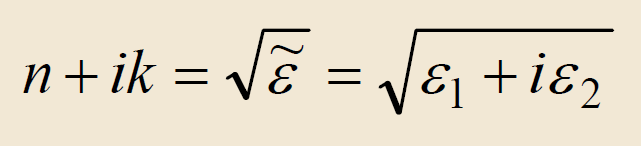 n + ik = √ε̃ = √(ε₁ + iε₂)